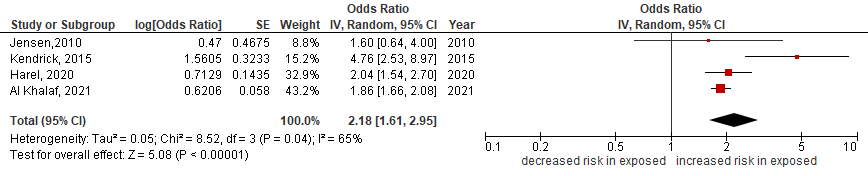 Odds Ratio Odds Ratio
Study or Subgroup log[Odds Ratio] SE Weight IV, Random, 95% CI Year IV, Random, 95% CI
Jensen,2010 0.47 0.4675 8.8% 1.60 [0.64, 4.00] 2010
Kendrick, 2015 1.5605 0.3233 15.2% 4.76 [2.53, 8.97] 2015
Harel, 2020 0.7129 0.1435 32.9% 2.04 [1.54, 2.70] 2020
Al Khalaf, 2021 0.6206 0.058 43.2% 1.86 [1.66, 2.08] 2021
Total (95% CI) 100.0% 2.18 [1.61, 2.95]
Heterogeneity: Tau² = 0.05; Chi² = 8.52, df = 3 (P = 0.04); I² = 65%
Test for overall effect: Z = 5.08 (P < 0.00001)
0.1 0.2 0.5 1 2 5 10
decreased risk in exposed increased risk in exposed